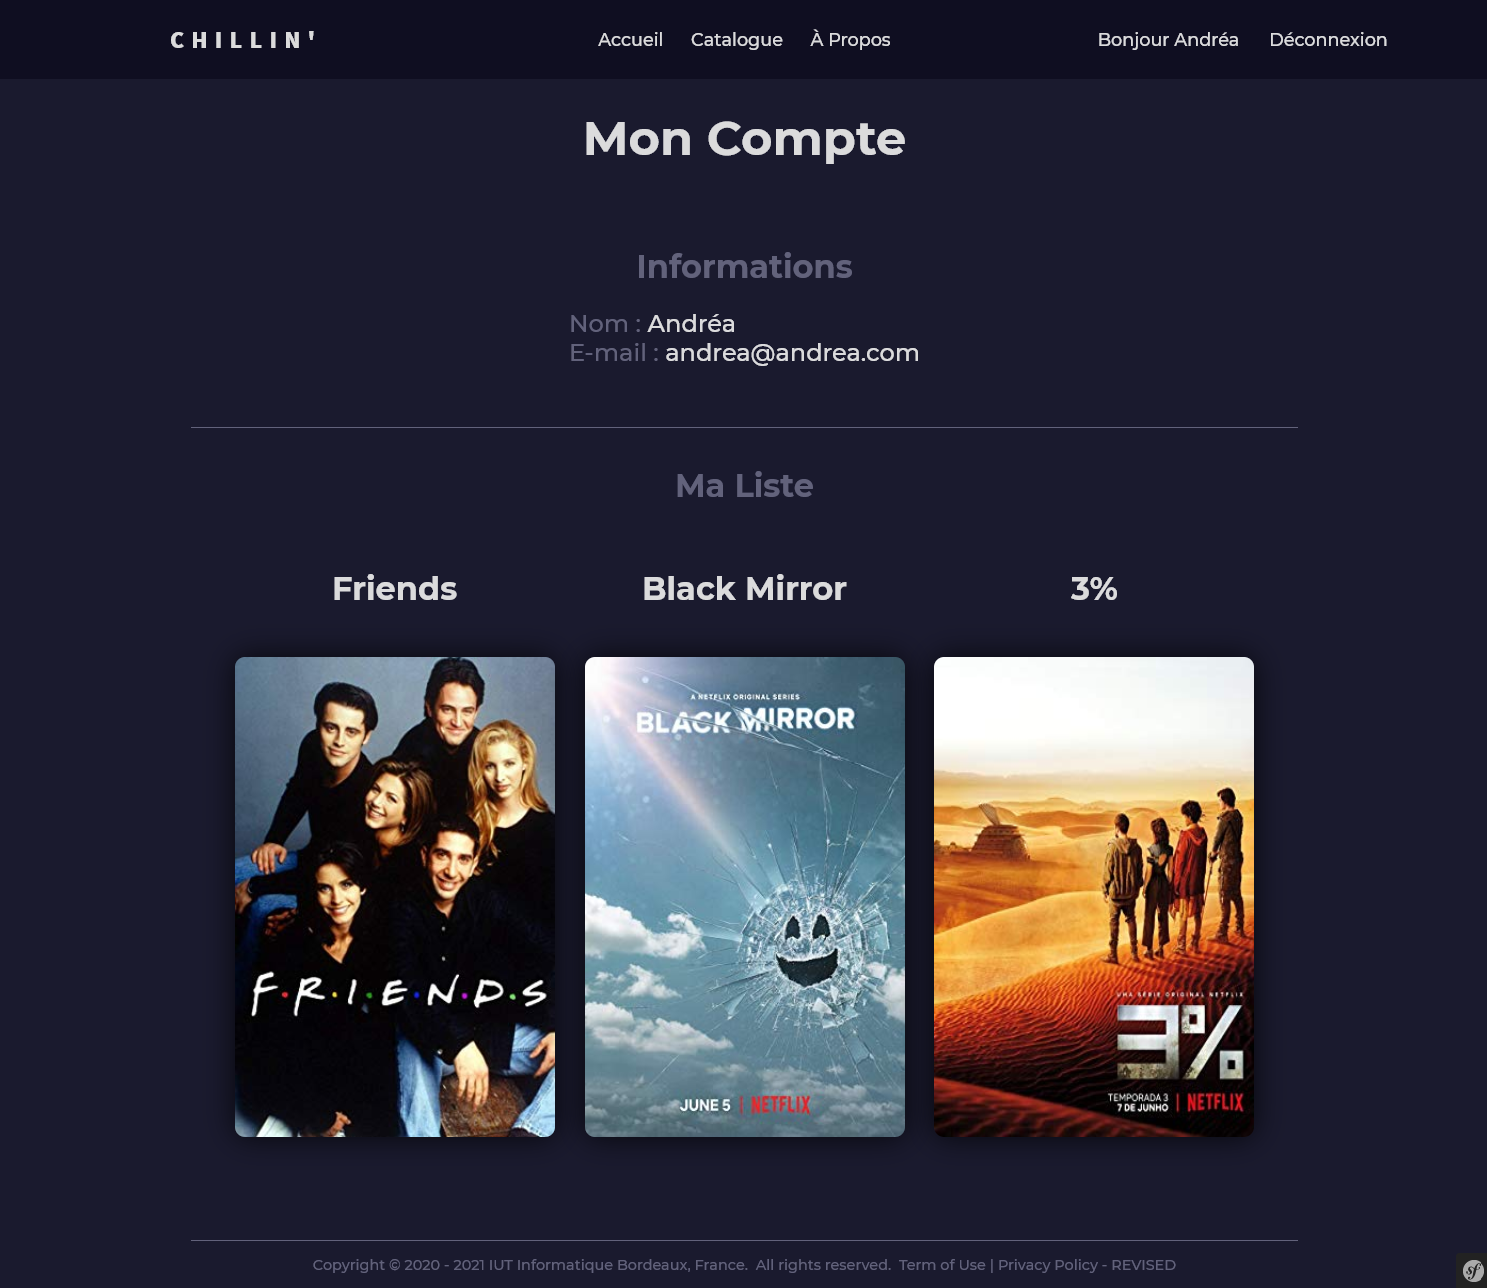 CHILLIN'
Accueil Catalogue À Propos
Bonjour Andréa Déconnexion
Mon Compte
Informations
Nom : Andréa
E-mail : andrea@andrea.com
Ma Liste
Friends
Black Mirror
3%
F·R·I·E·N·D·S
A NETFLIX ORIGINAL SERIES
BLACK MIRROR
JUNE 5 | NETFLIX
UMA SÉRIE ORIGINAL NETFLIX
3%
TEMPORADA 3
7 DE JUNHO | NETFLIX
Copyright © 2020 - 2021 IUT Informatique Bordeaux, France. All rights reserved. Term of Use | Privacy Policy - REVISED
sf